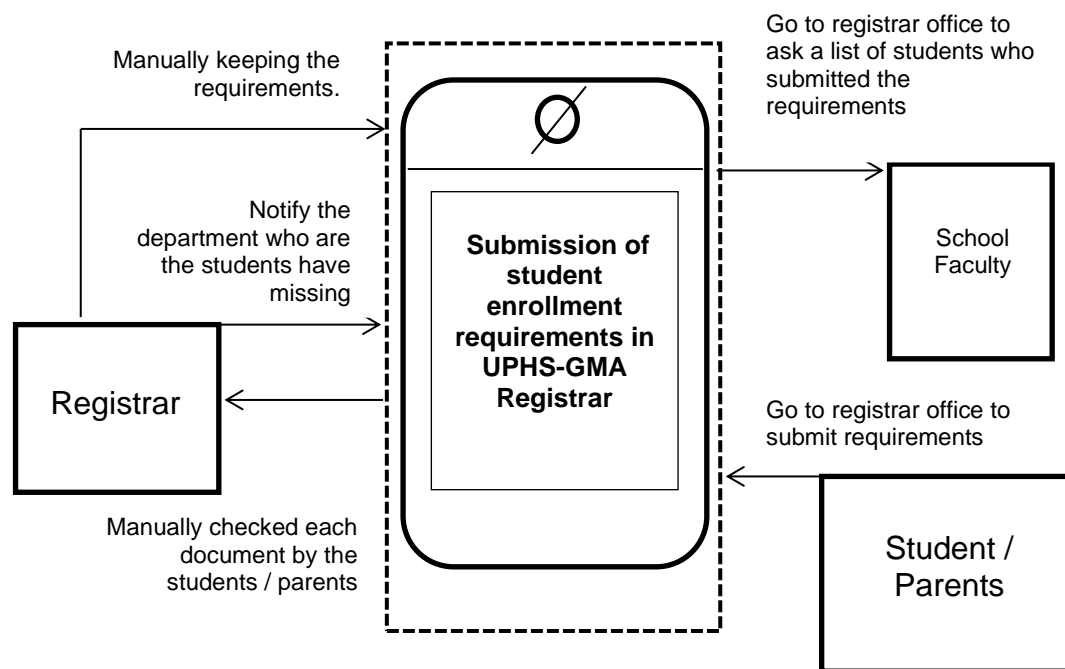 Manually keeping the
requirements.
Go to registrar office to
ask a list of students who
submitted the
requirements
Notify the
department who are
the students have
missing
Submission of
student
enrollment
requirements in
UPHS-GMA
Registrar
School
Faculty
Registrar
Go to registrar office to
submit requirements
Manually checked each
document by the
students / parents
Student /
Parents